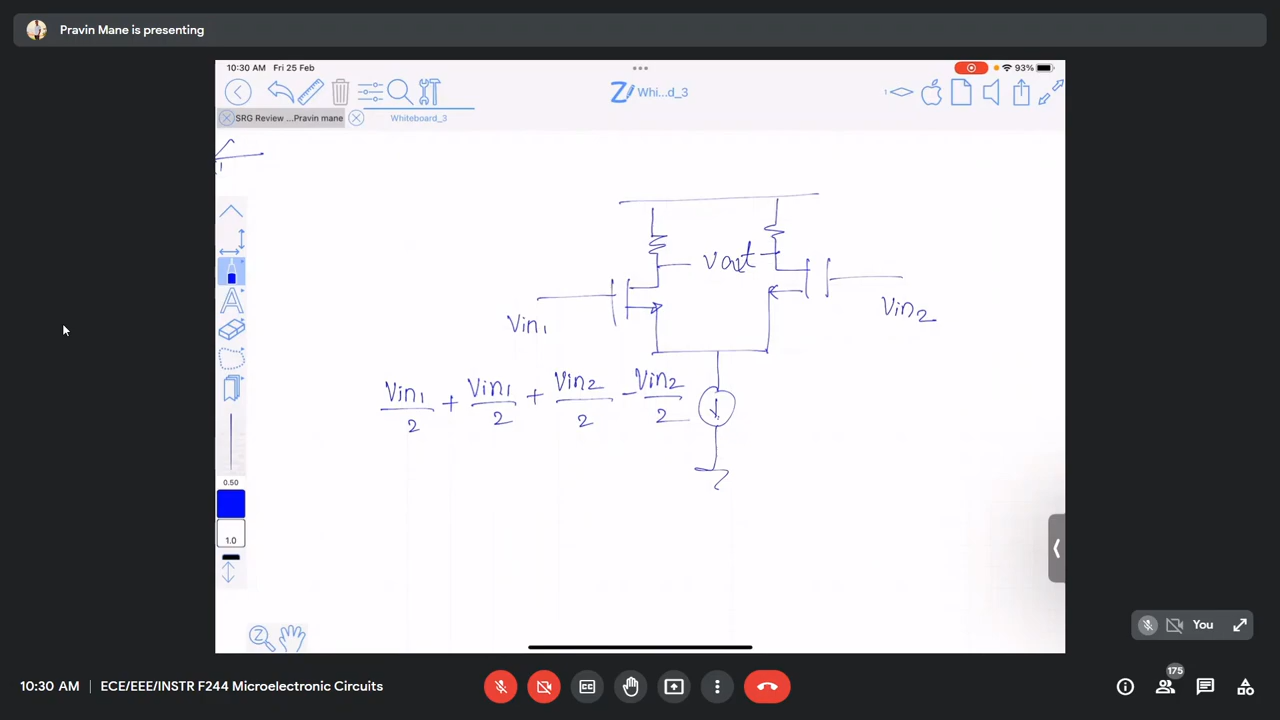 Pravin Mane is presenting
10:30 AM Fri 25 Feb
93%
Whi...d_3
1
SRG Review ...Pravin mane
Whiteboard_3
Vout
Vin1
Vin2
Vin1/2 + Vin1/2 + Vin2/2 - Vin2/2
0.50
1.0
You
175
10:30 AM | ECE/EEE/INSTR F244 Microelectronic Circuits